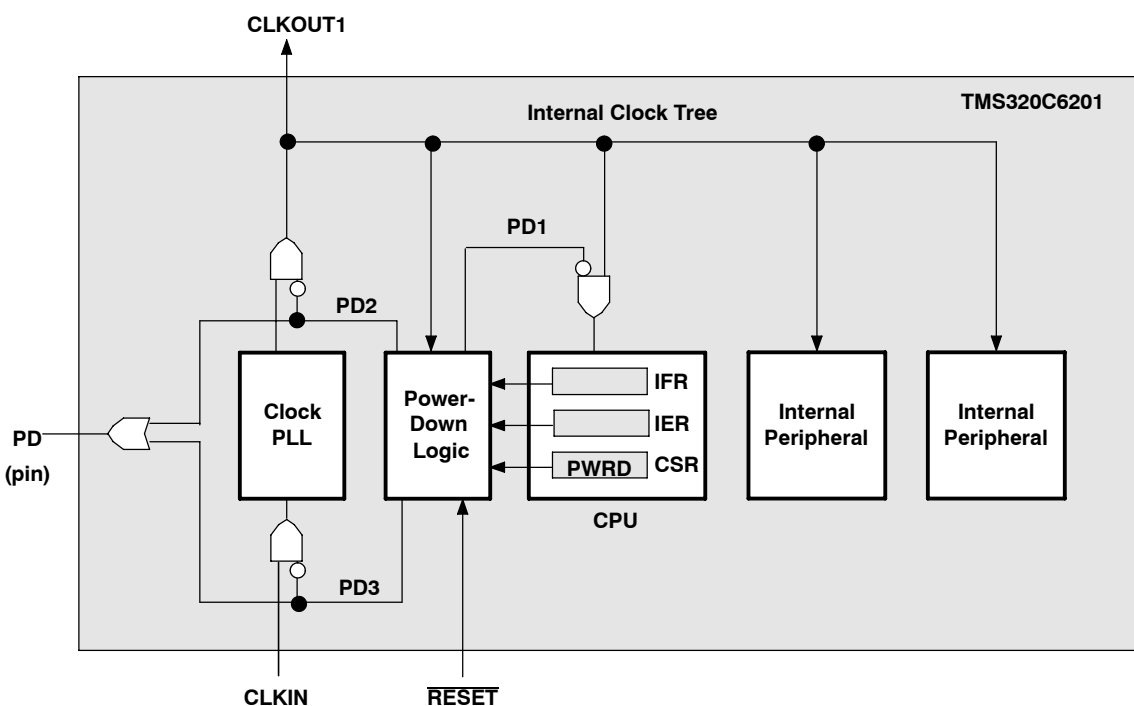 CLKOUT1
TMS320C6201
Internal Clock Tree
PD1
PD2
Clock
PLL
Power-
Down
Logic
IFR
IER
PWRD
CSR
CPU
Internal
Peripheral
Internal
Peripheral
PD
(pin)
PD3
CLKIN
RESET